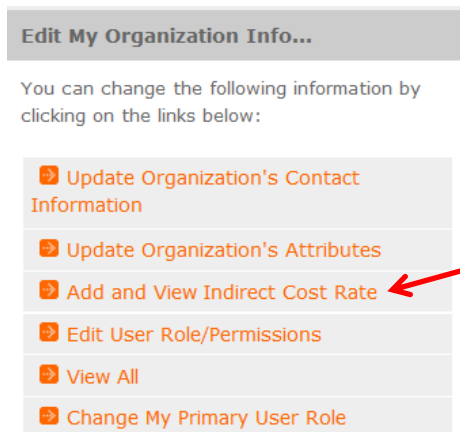 Edit My Organization Info...
You can change the following information by
clicking on the links below:
Update Organization's Contact
Information
Update Organization's Attributes
Add and View Indirect Cost Rate
Edit User Role/Permissions
View All
Change My Primary User Role